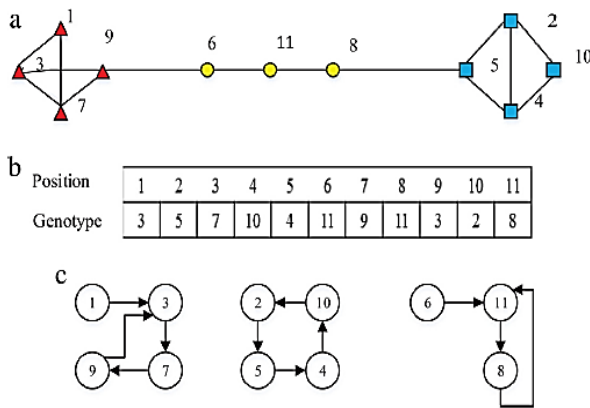 a
1
9
3
7
6 11 8
2
5
10
4
b
Position 1 2 3 4 5 6 7 8 9 10 11
Genotype 3 5 7 10 4 11 9 11 3 2 8
c
1 3 2 10 6 11
9 7 5 4 8